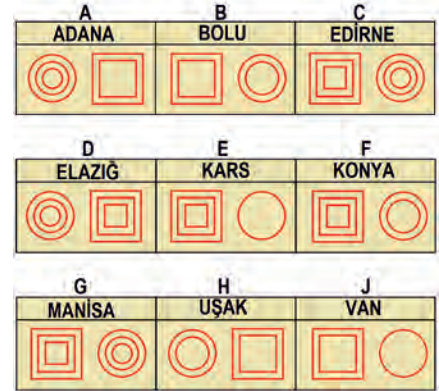 A B C
ADANA BOLU EDİRNE
D E F
ELAZIĞ KARS KONYA
G H J
MANİSA UŞAK VAN